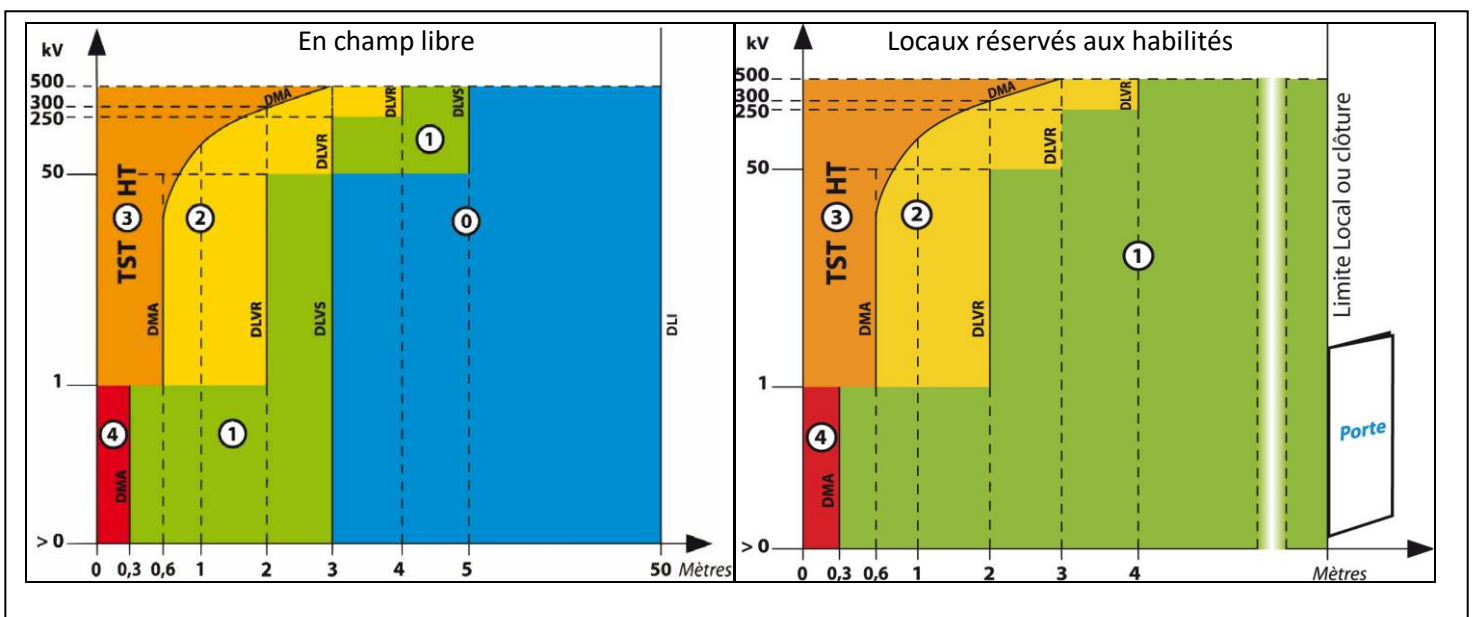 En champ libre
kV
500
300
250
50
1
> 0
TST HT
3
2
1
0
4
1
DMA
DMA
DMA
DLVR
DLVR
DLVR
DLVS
DLVS
DLI
0 0,3 0,6 1 2 3 4 5 50 Mètres
Locaux réservés aux habilités
kV
500
300
250
50
1
> 0
TST HT
3
2
1
4
DMA
DMA
DMA
DLVR
DLVR
DLVR
Limite Local ou clôture
Porte
0 0,3 0,6 1 2 3 4 Mètres